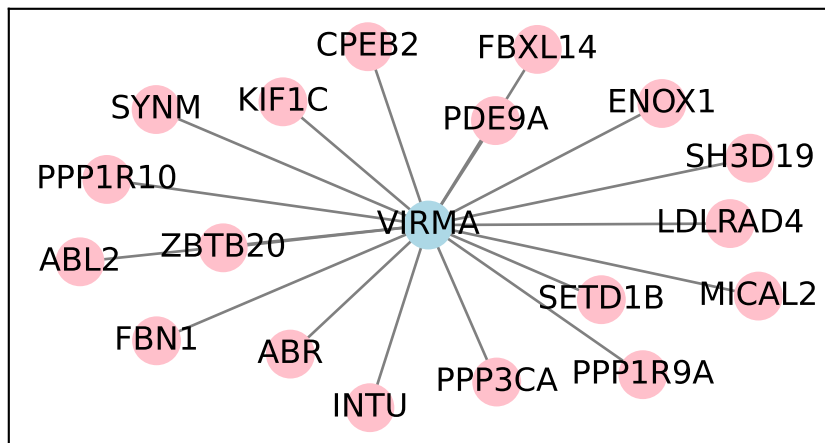 CPEB2
FBXL14
SYNM
KIF1C
PDE9A
ENOX1
SH3D19
PPP1R10
VIRMA
LDLRAD4
ABL2
ZBTB20
SETD1B
MICAL2
FBN1
ABR
PPP3CA
PPP1R9A
INTU